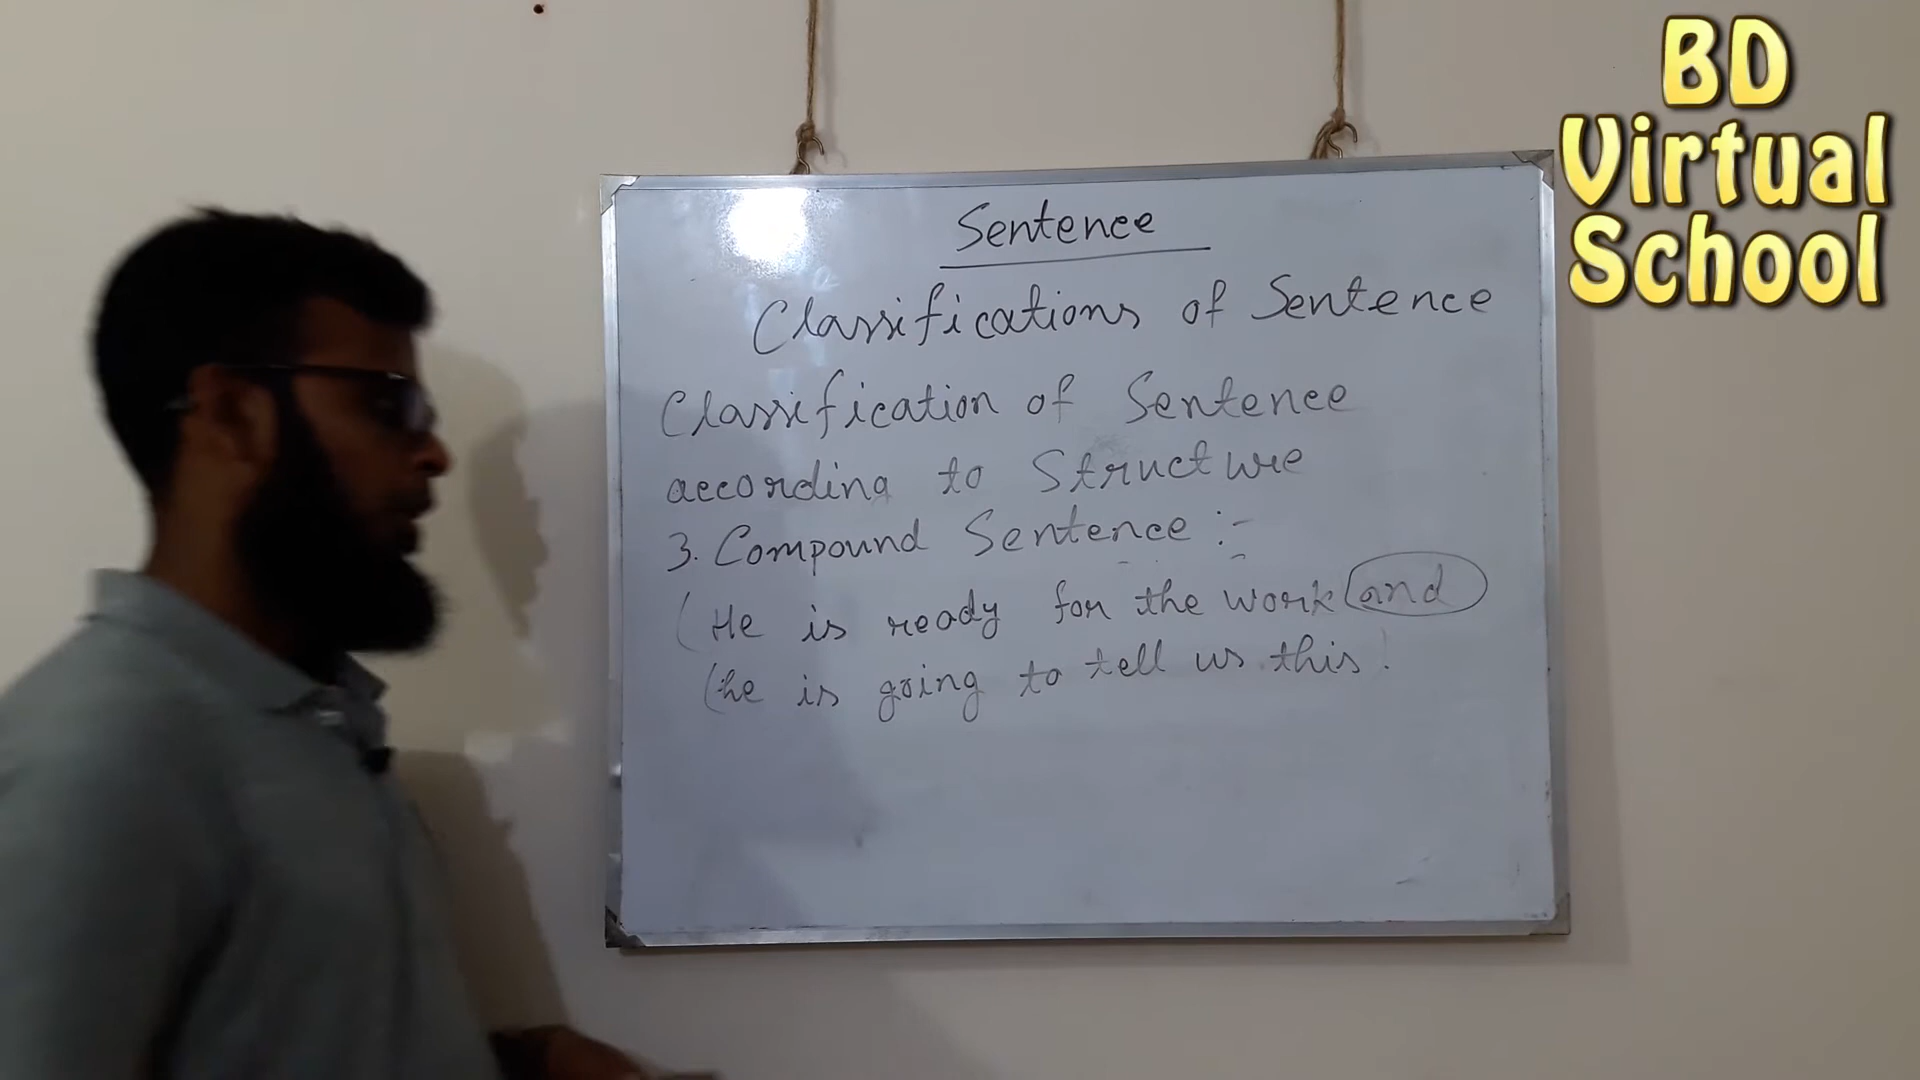 BD
Virtual
School
Sentence
Classifications of Sentence
Classification of Sentence
according to Structure
3. Compound Sentence :-
(He is ready for the work and
(he is going to tell us this.